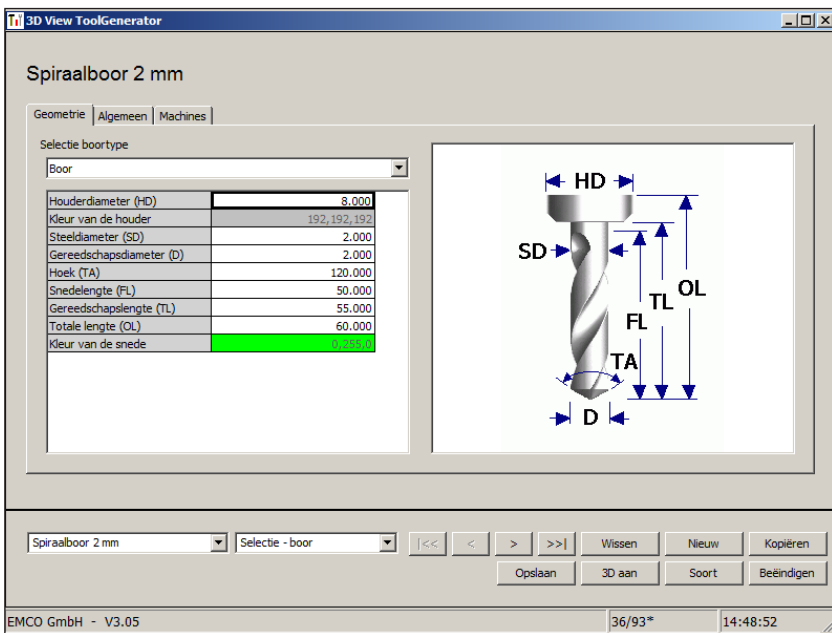 3D View ToolGenerator
Spiraalboor 2 mm
Geometrie Algemeen Machines
Selectie boortype
Boor
Houderdiameter (HD) 8.000
Kleur van de houder 192,192,192
Steeldiameter (SD) 2.000
Gereedschapsdiameter (D) 2.000
Hoek (TA) 120.000
Snedelengte (FL) 50.000
Gereedschapslengte (TL) 55.000
Totale lengte (OL) 60.000
Kleur van de snede 0,255,0
HD
SD
OL
TL
FL
TA
D
Spiraalboor 2 mm Selectie - boor |<< < > >>| Wissen Nieuw Kopiëren
Opslaan 3D aan Soort Beëindigen
EMCO GmbH - V3.05 36/93* 14:48:52